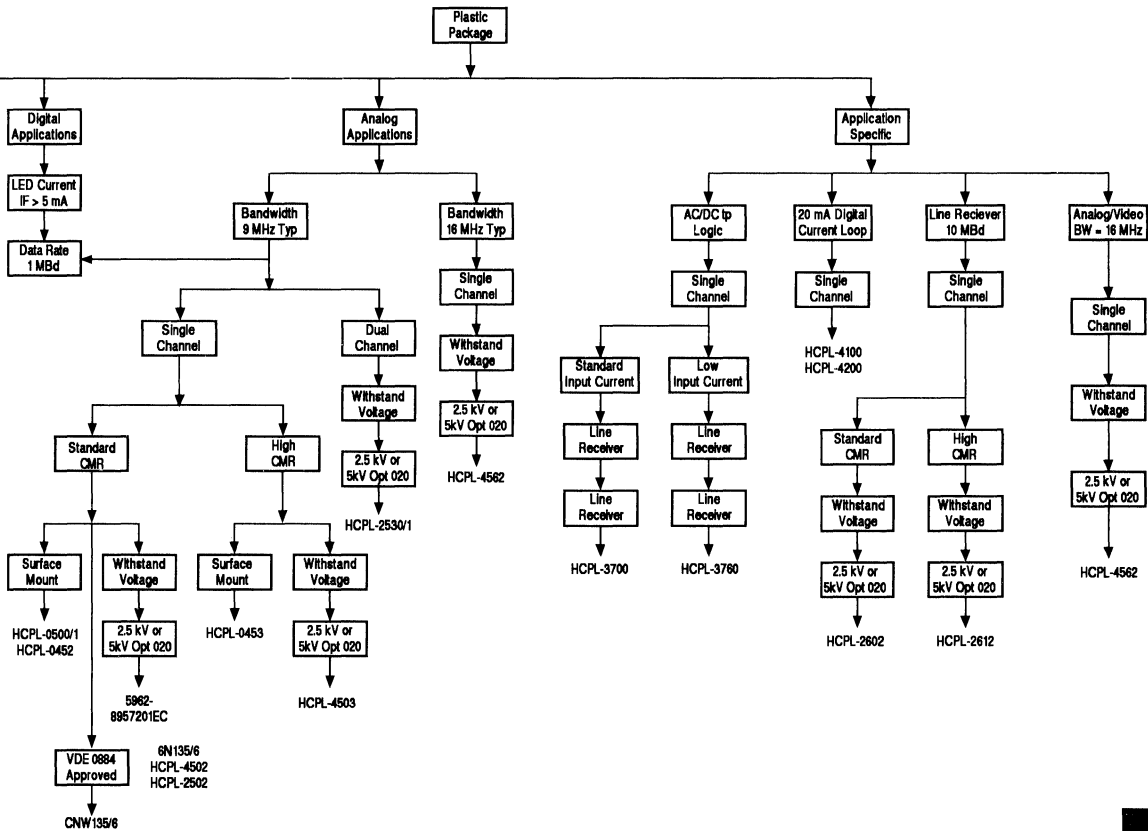 Plastic
Package
Digital
Applications
Analog
Applications
Application
Specific
LED Current
IF > 5 mA
Bandwidth
9 MHz Typ
Bandwidth
16 MHz Typ
AC/DC tp
Logic
20 mA Digital
Current Loop
Line Reciever
10 MBd
Analog/Video
BW = 16 MHz
Data Rate
1 MBd
Single
Channel
Single
Channel
Single
Channel
Single
Channel
Single
Channel
Single
Channel
Dual
Channel
Withstand
Voltage
HCPL-4100
HCPL-4200
Standard
Input Current
Low
Input Current
Withstand
Voltage
2.5 kV or
5kV Opt 020
Withstand
Voltage
Standard
CMR
High
CMR
Line
Receiver
Line
Receiver
Standard
CMR
High
CMR
2.5 kV or
5kV Opt 020
HCPL-4562
Line
Receiver
Line
Receiver
Withstand
Voltage
Withstand
Voltage
2.5 kV or
5kV Opt 020
HCPL-2530/1
Surface
Mount
Withstand
Voltage
Surface
Mount
Withstand
Voltage
HCPL-3700
HCPL-3760
2.5 kV or
5kV Opt 020
2.5 kV or
5kV Opt 020
HCPL-4562
HCPL-0500/1
HCPL-0452
2.5 kV or
5kV Opt 020
HCPL-0453
2.5 kV or
5kV Opt 020
HCPL-2602
HCPL-2612
5962-
8957201EC
HCPL-4503
VDE 0884
Approved
6N135/6
HCPL-4502
HCPL-2502
CNW135/6